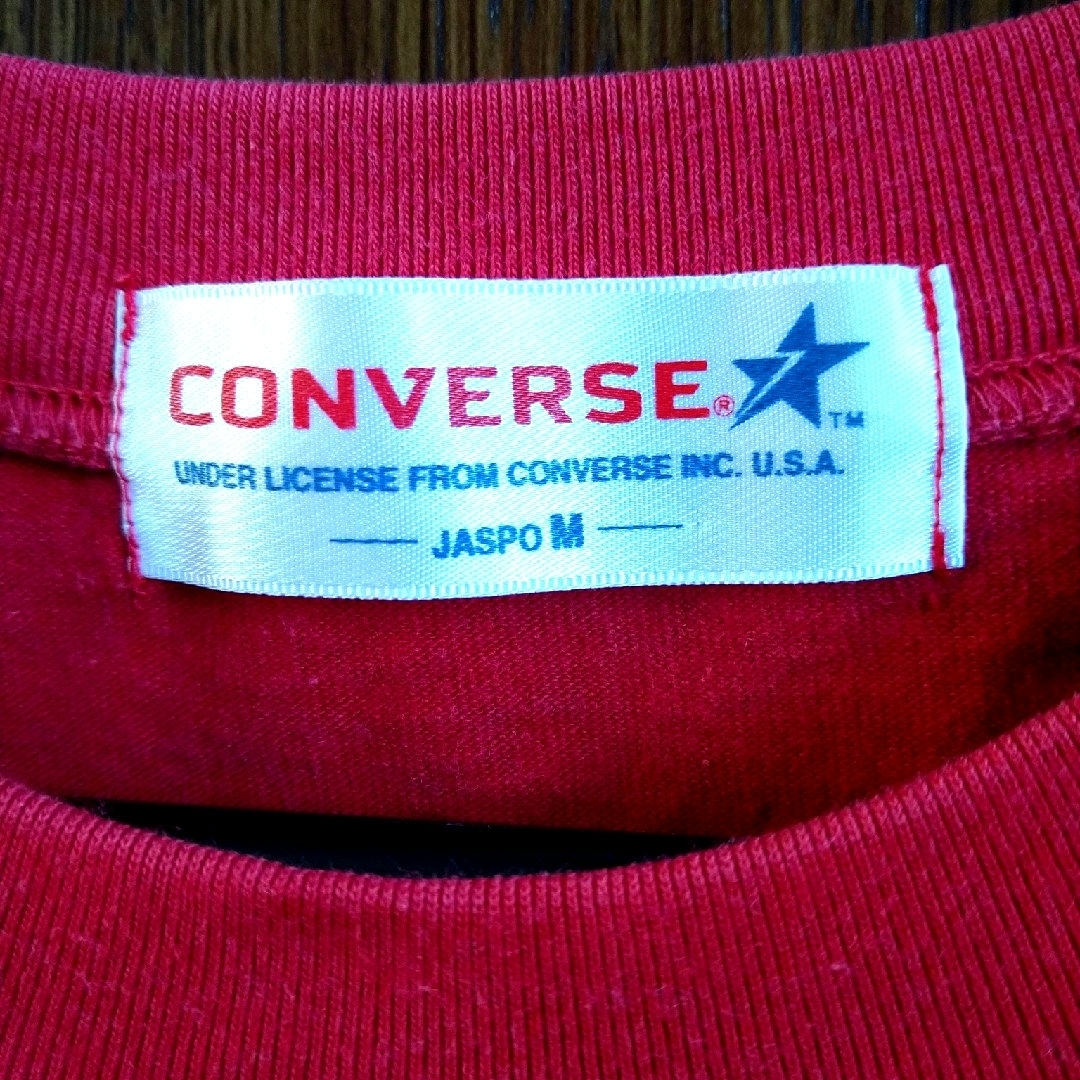 CONVERSE® ™
UNDER LICENSE FROM CONVERSE INC. U.S.A.
JASPO M